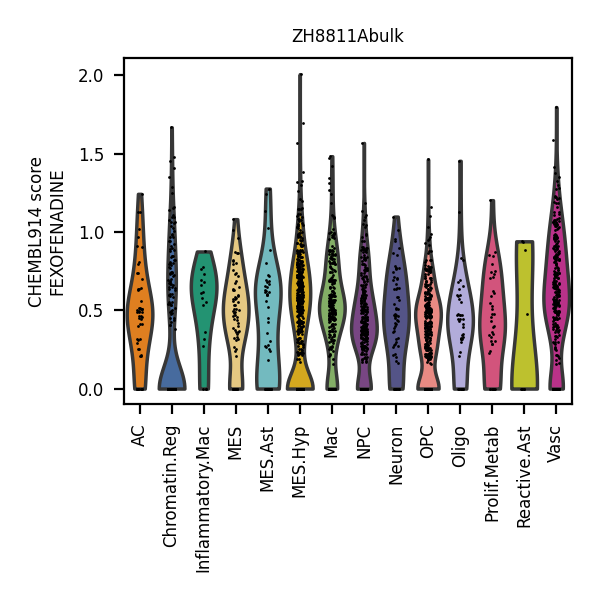 ZH8811Abulk
CHEMBL914 score
FEXOFENADINE
2.0
1.5
1.0
0.5
0.0
AC
Chromatin.Reg
Inflammatory.Mac
MES
MES.Ast
MES.Hyp
Mac
NPC
Neuron
OPC
Oligo
Prolif.Metab
Reactive.Ast
Vasc